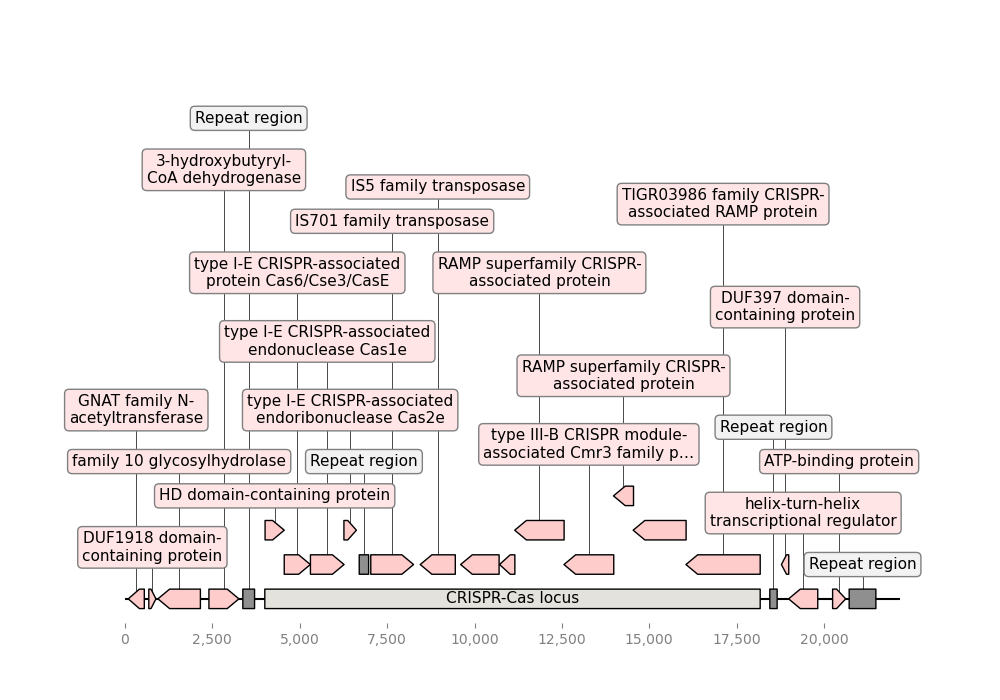 Repeat region
3-hydroxybutyryl-
CoA dehydrogenase
IS5 family transposase
TIGR03986 family CRISPR-
associated RAMP protein
IS701 family transposase
type I-E CRISPR-associated
protein Cas6/Cse3/CasE
RAMP superfamily CRISPR-
associated protein
DUF397 domain-
containing protein
type I-E CRISPR-associated
endonuclease Cas1e
RAMP superfamily CRISPR-
associated protein
GNAT family N-
acetyltransferase
type I-E CRISPR-associated
endoribonuclease Cas2e
Repeat region
type III-B CRISPR module-
associated Cmr3 family p...
family 10 glycosylhydrolase
Repeat region
ATP-binding protein
HD domain-containing protein
helix-turn-helix
transcriptional regulator
DUF1918 domain-
containing protein
Repeat region
CRISPR-Cas locus
0
2,500
5,000
7,500
10,000
12,500
15,000
17,500
20,000